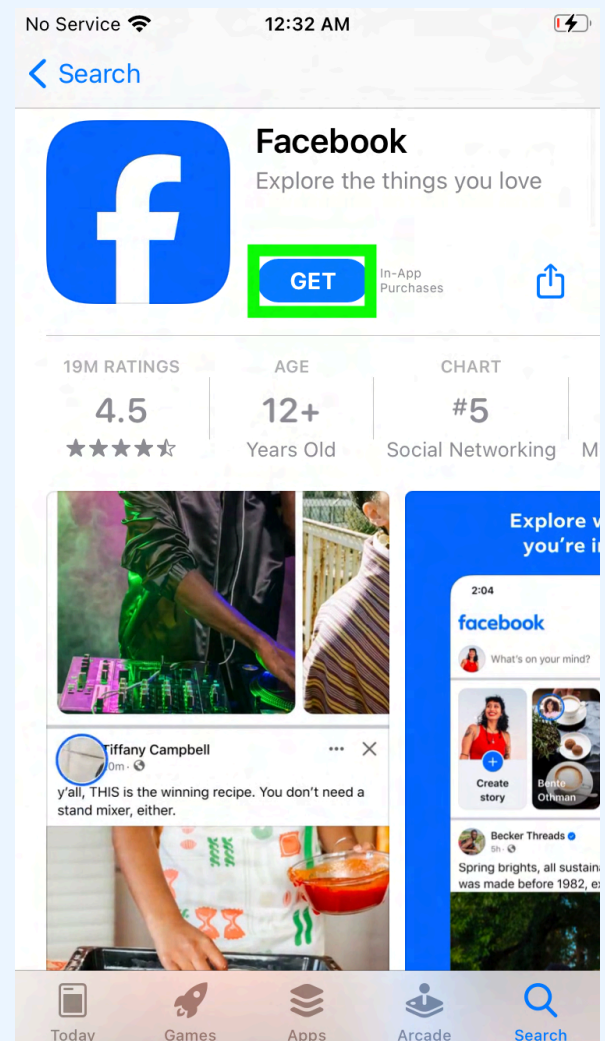 No Service 12:32 AM
Search
Facebook
Explore the things you love
GET
In-App
Purchases
19M RATINGS
4.5
AGE
12+
Years Old
CHART
#5
Social Networking
M
Explore
you're
2:04
facebook
What's on your mind?
Create
story
Bente
Othman
Becker Threads
5h
Spring brights, all
was made before 1982,
Tiffany Campbell
0m
y'all, THIS is the winning recipe. You don't need a
stand mixer, either.
Today
Games
Apps
Arcade
Search